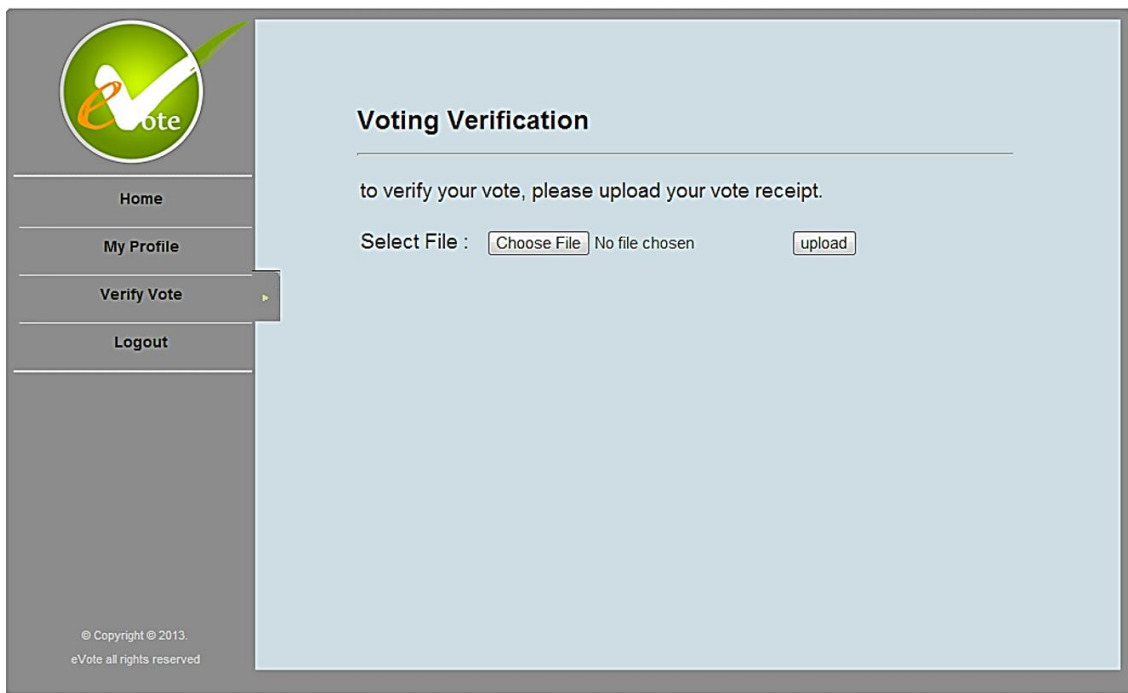 eVote
Home
My Profile
Verify Vote
Logout
© Copyright © 2013.
eVote all rights reserved
Voting Verification
to verify your vote, please upload your vote receipt.
Select File : Choose File No file chosen upload